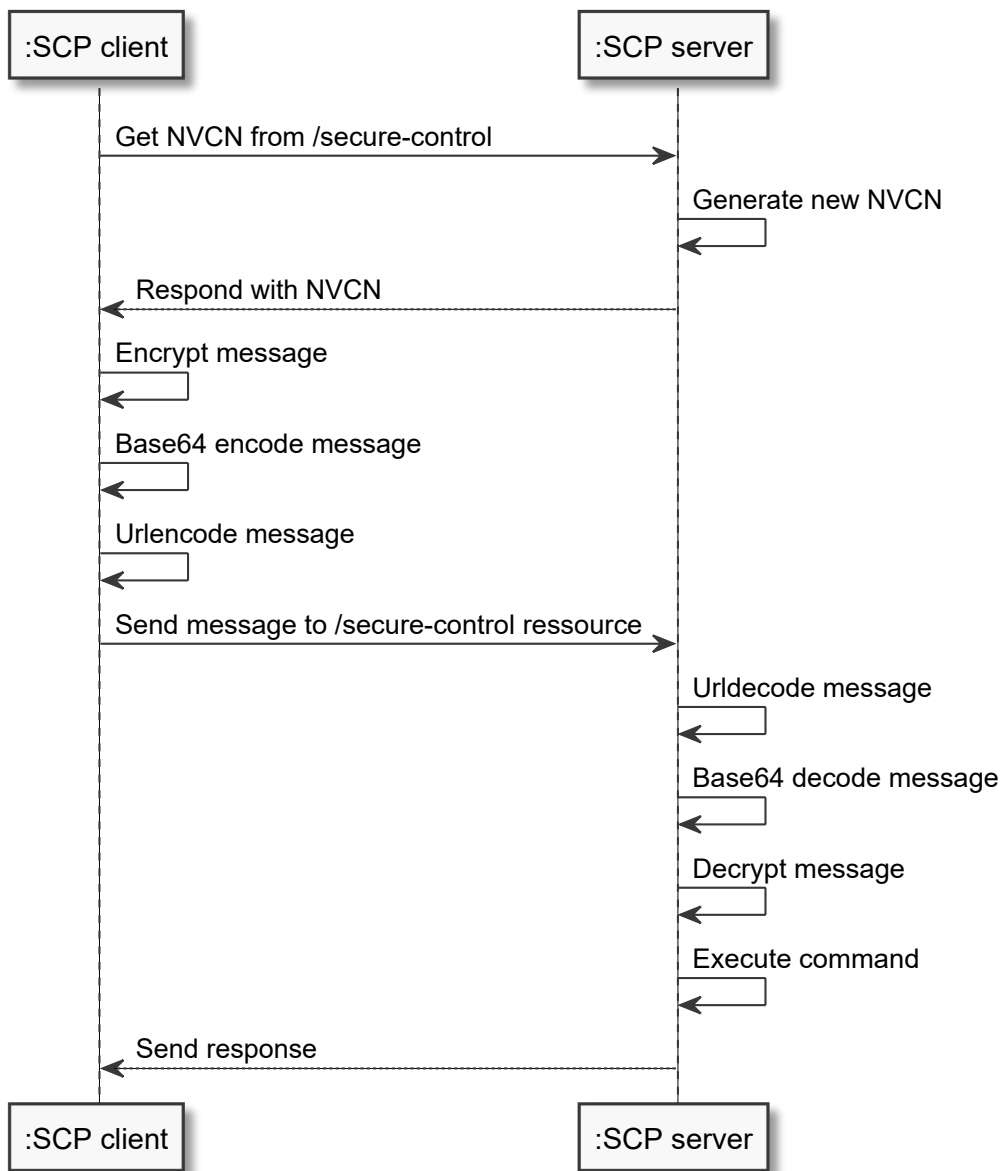 :SCP client
:SCP server
Get NVCN from /secure-control
Generate new NVCN
Respond with NVCN
Encrypt message
Base64 encode message
Urlencode message
Send message to /secure-control ressource
Urldecode message
Base64 decode message
Decrypt message
Execute command
Send response
:SCP client
:SCP server